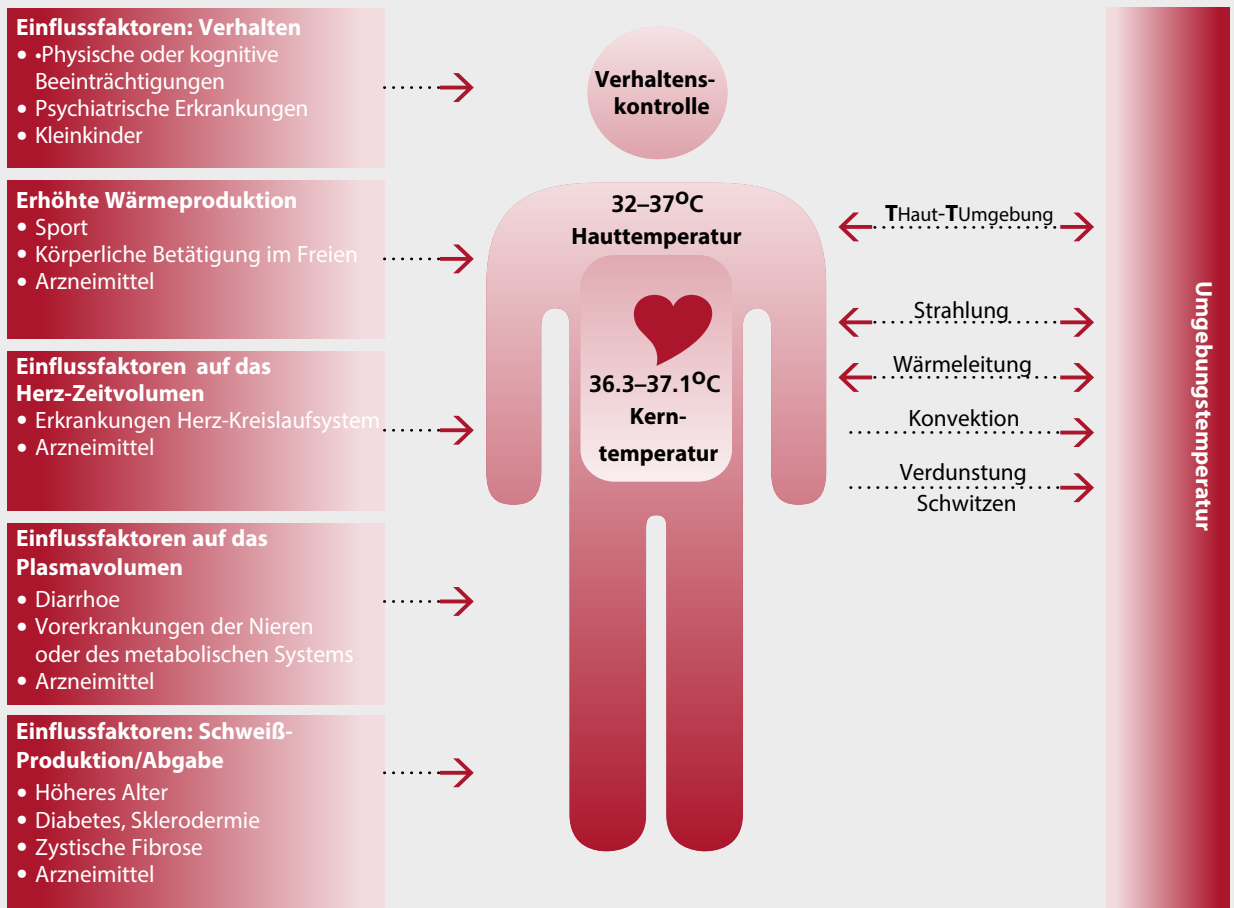 Einflussfaktoren: Verhalten
• •Physische oder kognitive
Beeinträchtigungen
• Psychiatrische Erkrankungen
• Kleinkinder
Erhöhte Wärmeproduktion
• Sport
• Körperliche Betätigung im Freien
• Arzneimittel
Einflussfaktoren auf das
Herz-Zeitvolumen
• Erkrankungen Herz-Kreislaufsystem
• Arzneimittel
Einflussfaktoren auf das
Plasmavolumen
• Diarrhoe
• Vorerkrankungen der Nieren
oder des metabolischen Systems
• Arzneimittel
Einflussfaktoren: Schweiß-
Produktion/Abgabe
• Höheres Alter
• Diabetes, Sklerodermie
• Zystische Fibrose
• Arzneimittel
Verhaltens-
kontrolle
32–37°C
Hauttemperatur
36.3–37.1°C
Kern-
temperatur
THaut-TUmgebung
Strahlung
Wärmeleitung
Konvektion
Verdunstung
Schwitzen
Umgebungstemperatur